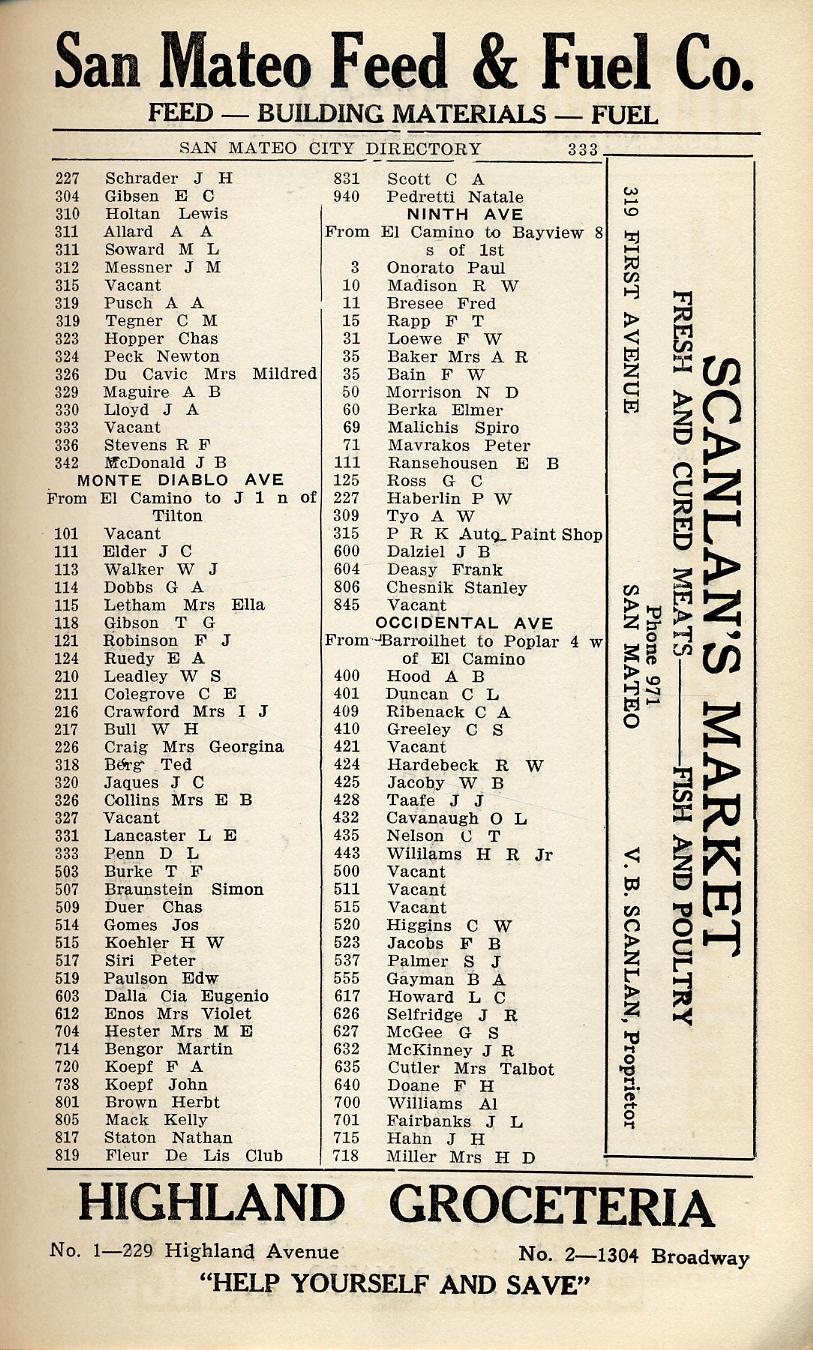 San Mateo Feed & Fuel Co.
FEED — BUILDING MATERIALS — FUEL
SAN MATEO CITY DIRECTORY 333
227 Schrader J H
304 Gibsen E C
310 Holtan Lewis
311 Allard A A
311 Soward M L
312 Messner J M
315 Vacant
319 Pusch A A
319 Tegner C M
323 Hopper Chas
324 Peck Newton
326 Du Cavic Mrs Mildred
329 Maguire A B
330 Lloyd J A
333 Vacant
336 Stevens R F
342 McDonald J B
MONTE DIABLO AVE
From El Camino to J 1 n of
Tilton
101 Vacant
111 Elder J C
113 Walker W J
114 Dobbs G A
115 Letham Mrs Ella
118 Gibson T G
121 Robinson F J
124 Ruedy E A
210 Leadley W S
211 Colegrove C E
216 Crawford Mrs I J
217 Bull W H
226 Craig Mrs Georgina
318 Berg Ted
320 Jaques J C
326 Collins Mrs E B
327 Vacant
331 Lancaster L E
333 Penn D L
503 Burke T F
507 Braunstein Simon
509 Duer Chas
514 Gomes Jos
515 Koehler H W
517 Siri Peter
519 Paulson Edw
603 Dalla Cia Eugenio
612 Enos Mrs Violet
704 Hester Mrs M E
714 Bengor Martin
720 Koepf F A
738 Koepf John
801 Brown Herbt
805 Mack Kelly
817 Staton Nathan
819 Fleur De Lis Club
831 Scott C A
940 Pedretti Natale
NINTH AVE
From El Camino to Bayview 8
s of 1st
3 Onorato Paul
10 Madison R W
11 Bresee Fred
15 Rapp F T
31 Loewe F W
35 Baker Mrs A R
35 Bain F W
50 Morrison N D
60 Berka Elmer
69 Malichis Spiro
71 Mavrakos Peter
111 Ransehousen E B
125 Ross G C
227 Haberlin P W
309 Tyo A W
315 P R K Auto Paint Shop
600 Dalziel J B
604 Deasy Frank
806 Chesnik Stanley
845 Vacant
OCCIDENTAL AVE
From Barroilhet to Poplar 4 w
of El Camino
400 Hood A B
401 Duncan C L
409 Ribenack C A
410 Greeley C S
421 Vacant
424 Hardebeck R W
425 Jacoby W B
428 Taafe J J
432 Cavanaugh O L
435 Nelson C T
443 Wililams H R Jr
500 Vacant
511 Vacant
515 Vacant
520 Higgins C W
523 Jacobs F B
537 Palmer S J
555 Gayman B A
617 Howard L C
626 Selfridge J R
627 McGee G S
632 McKinney J R
635 Cutler Mrs Talbot
640 Doane F H
700 Williams Al
701 Fairbanks J L
715 Hahn J H
718 Miller Mrs H D
SCANLAN'S MARKET
FRESH AND CURED MEATS——FISH AND POULTRY
Phone 971
319 FIRST AVENUE SAN MATEO V. B. SCANLAN, Proprietor
HIGHLAND GROCETERIA
No. 1—229 Highland Avenue No. 2—1304 Broadway
"HELP YOURSELF AND SAVE"